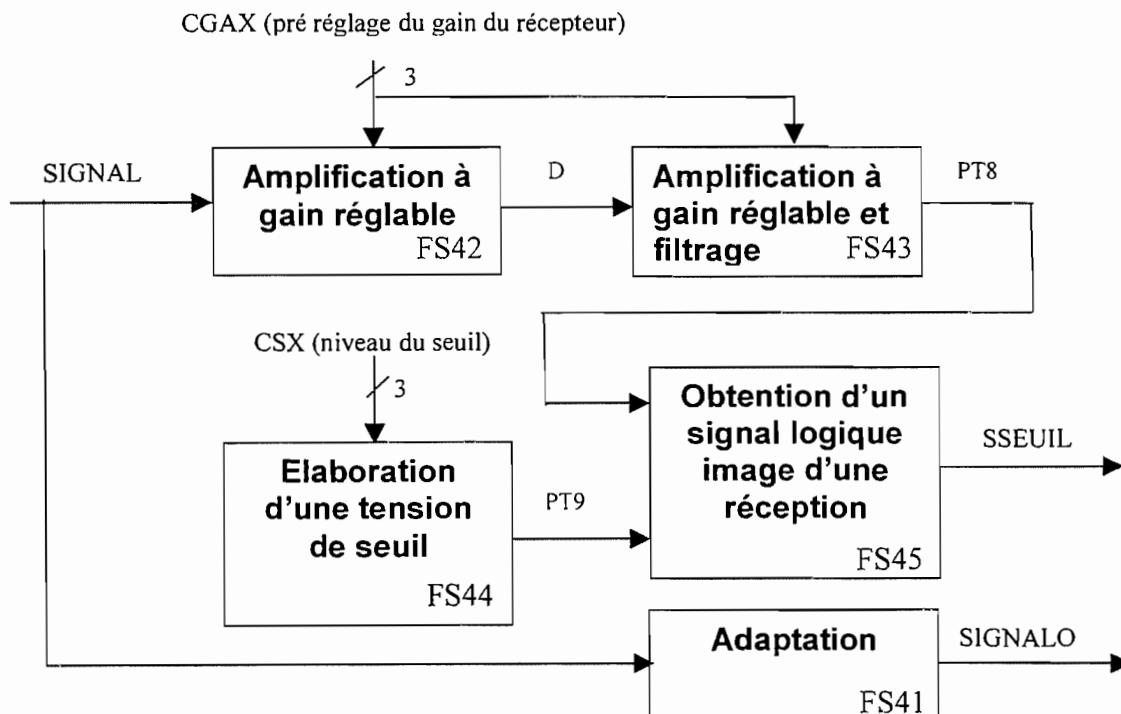 CGAX (pré réglage du gain du récepteur)
3
SIGNAL
Amplification à
gain réglable
FS42
D
Amplification à
gain réglable et
filtrage
FS43
PT8
CSX (niveau du seuil)
3
Elaboration
d'une tension
de seuil
FS44
PT9
Obtention d'un
signal logique
image d'une
réception
FS45
SSEUIL
Adaptation
FS41
SIGNALO